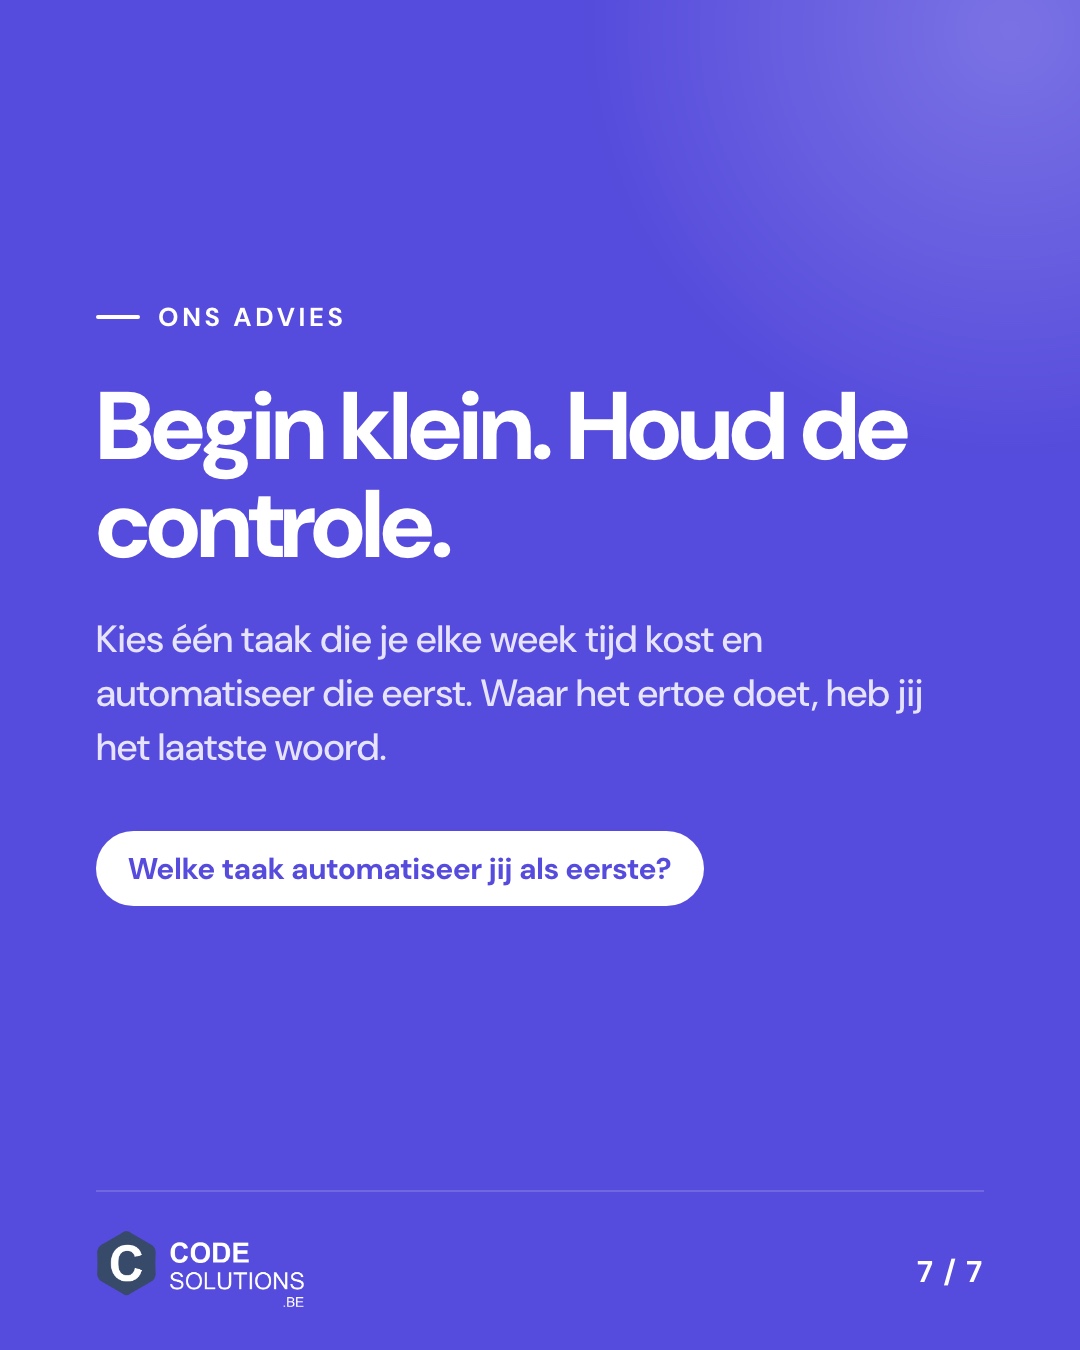 ONS ADVIES
Begin klein. Houd de
controle.
Kies één taak die je elke week tijd kost en
automatiseer die eerst. Waar het ertoe doet, heb jij
het laatste woord.
Welke taak automatiseer jij als eerste?
C CODE
SOLUTIONS
.BE
7 / 7